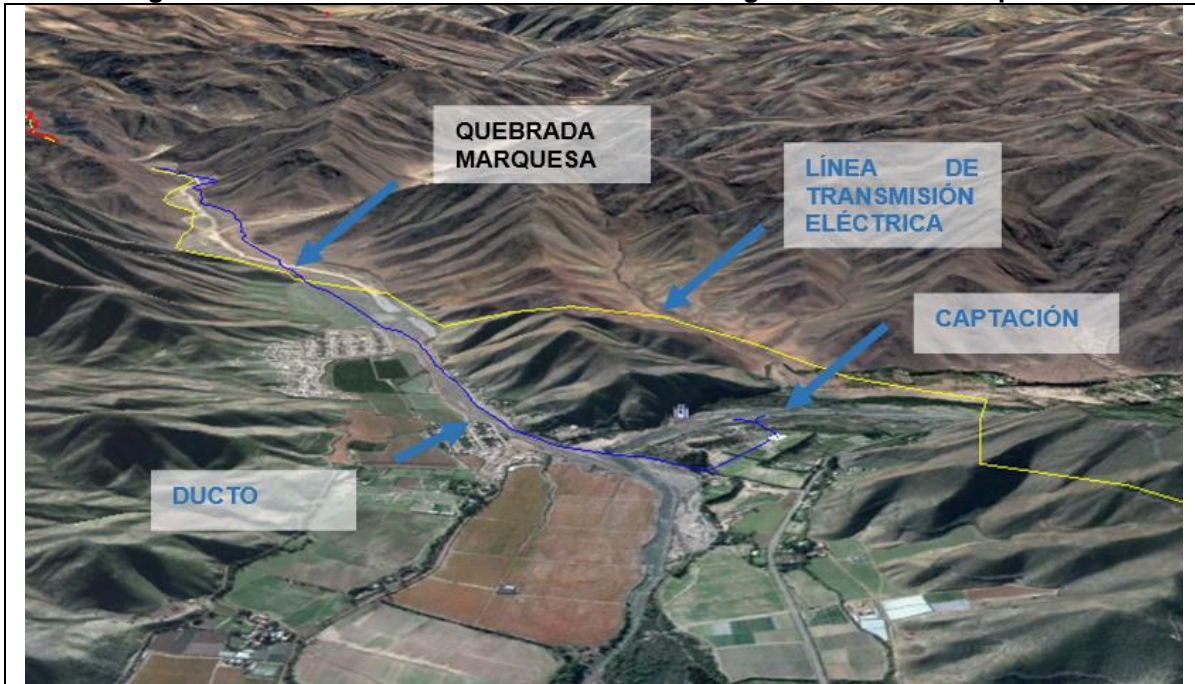 QUEBRADA
MARQUESA
LÍNEA DE
TRANSMISIÓN
ELÉCTRICA
CAPTACIÓN
DUCTO